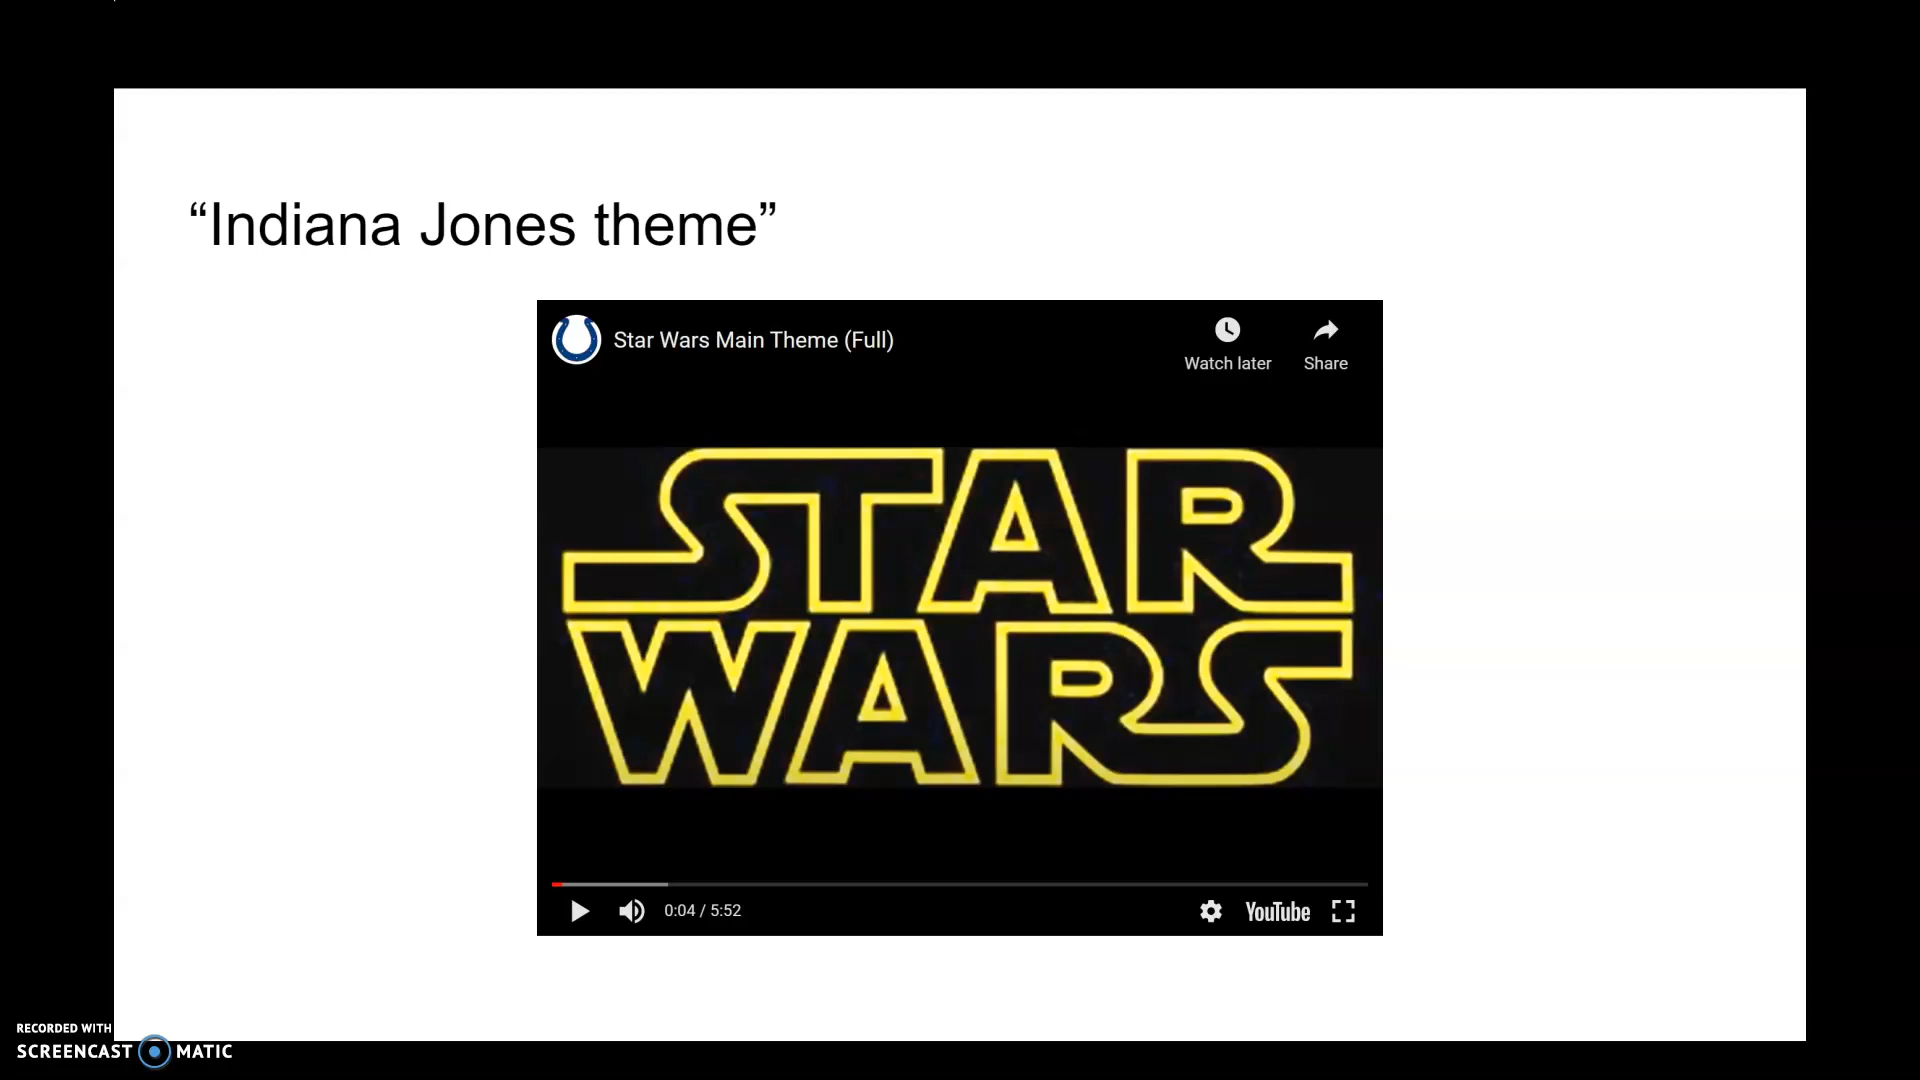 “Indiana Jones theme”
Star Wars Main Theme (Full)
Watch later
Share
STAR
WARS
0:04 / 5:52
YouTube
RECORDED WITH
SCREENCAST MATIC